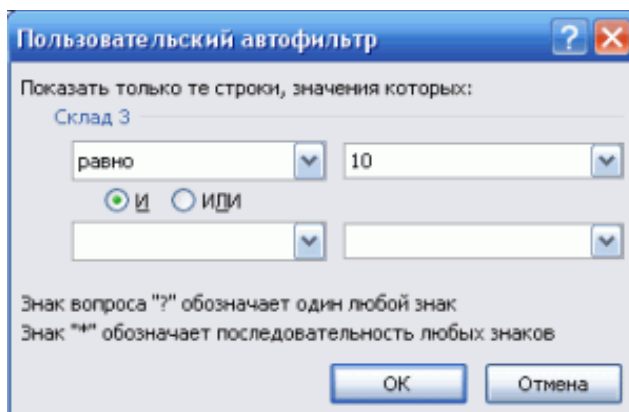 Пользовательский автофильтр
Показать только те строки, значения которых:
Склад 3
равно 10
И ИЛИ
Знак вопроса "?" обозначает один любой знак
Знак "*" обозначает последовательность любых знаков
ОК Отмена